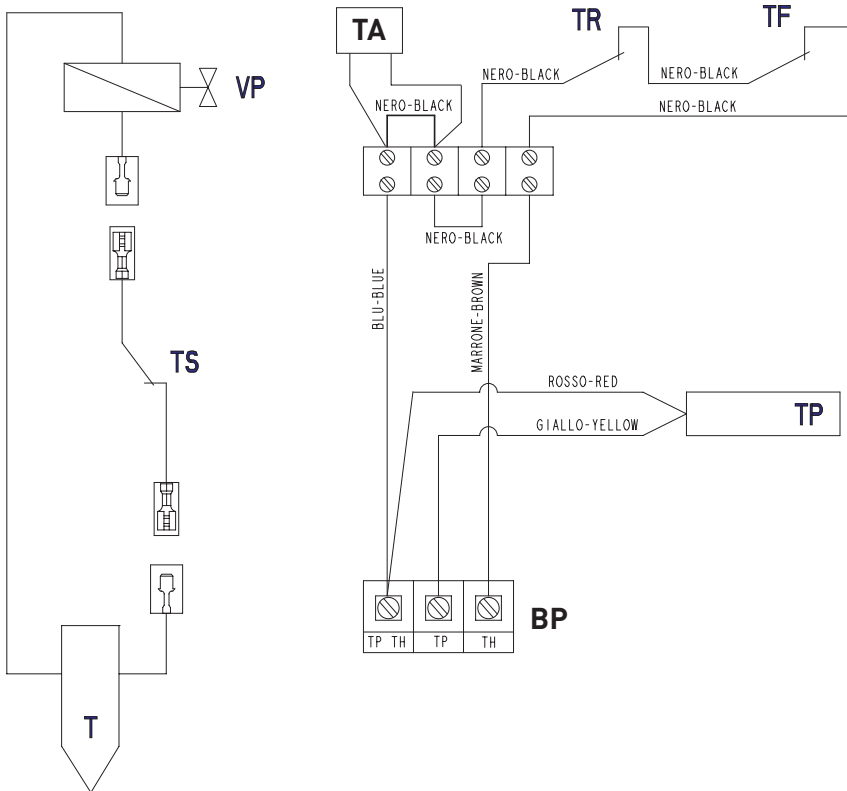 TA
TR
TF
VP
NERO-BLACK
NERO-BLACK
NERO-BLACK
NERO-BLACK
NERO-BLACK
BLU-BLUE
MARRONE-BROWN
TS
ROSSO-RED
GIALLO-YELLOW
TP
BP
TP TH
TP
TH
T